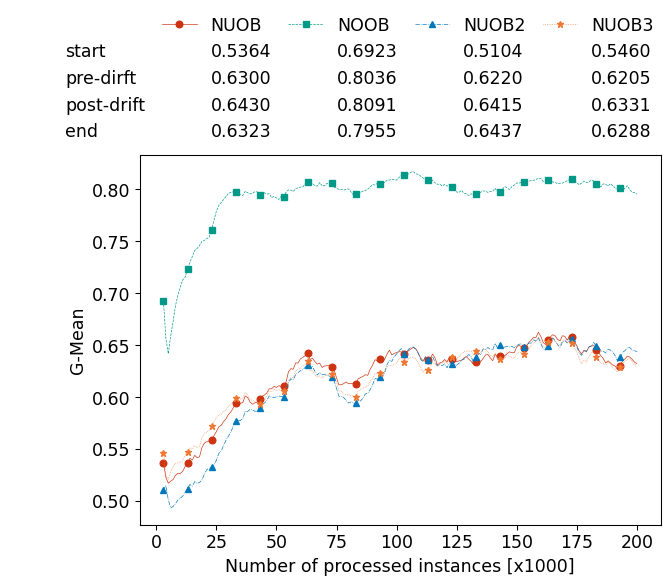 NUOB NOOB NUOB2 NUOB3
start 0.5364 0.6923 0.5104 0.5460
pre-dirft 0.6300 0.8036 0.6220 0.6205
post-drift 0.6430 0.8091 0.6415 0.6331
end 0.6323 0.7955 0.6437 0.6288
0.80
0.75
0.70
0.65
0.60
0.55
0.50
G-Mean
0 25 50 75 100 125 150 175 200
Number of processed instances [x1000]